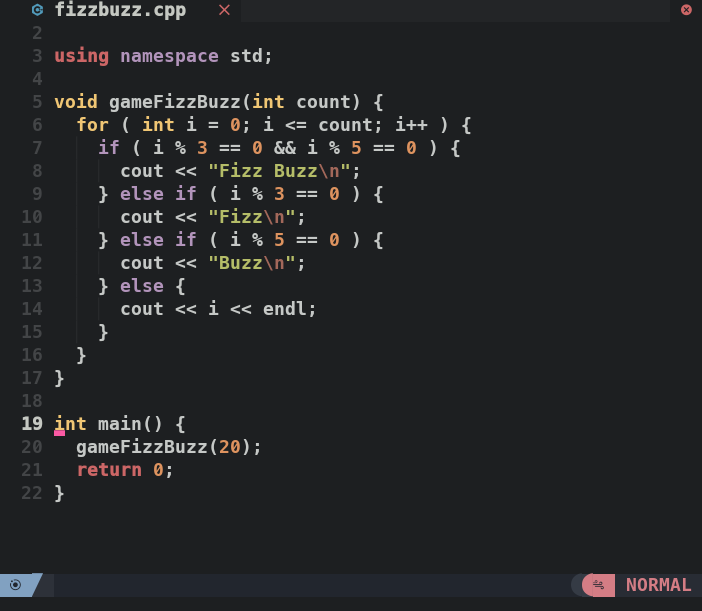 fizzbuzz.cpp
2
3 using namespace std;
4
5 void gameFizzBuzz(int count) {
6   for ( int i = 0; i <= count; i++ ) {
7     if ( i % 3 == 0 && i % 5 == 0 ) {
8       cout << "Fizz Buzz\n";
9     } else if ( i % 3 == 0 ) {
10       cout << "Fizz\n";
11     } else if ( i % 5 == 0 ) {
12       cout << "Buzz\n";
13     } else {
14       cout << i << endl;
15     }
16   }
17 }
18
19 int main() {
20   gameFizzBuzz(20);
21   return 0;
22 }
NORMAL